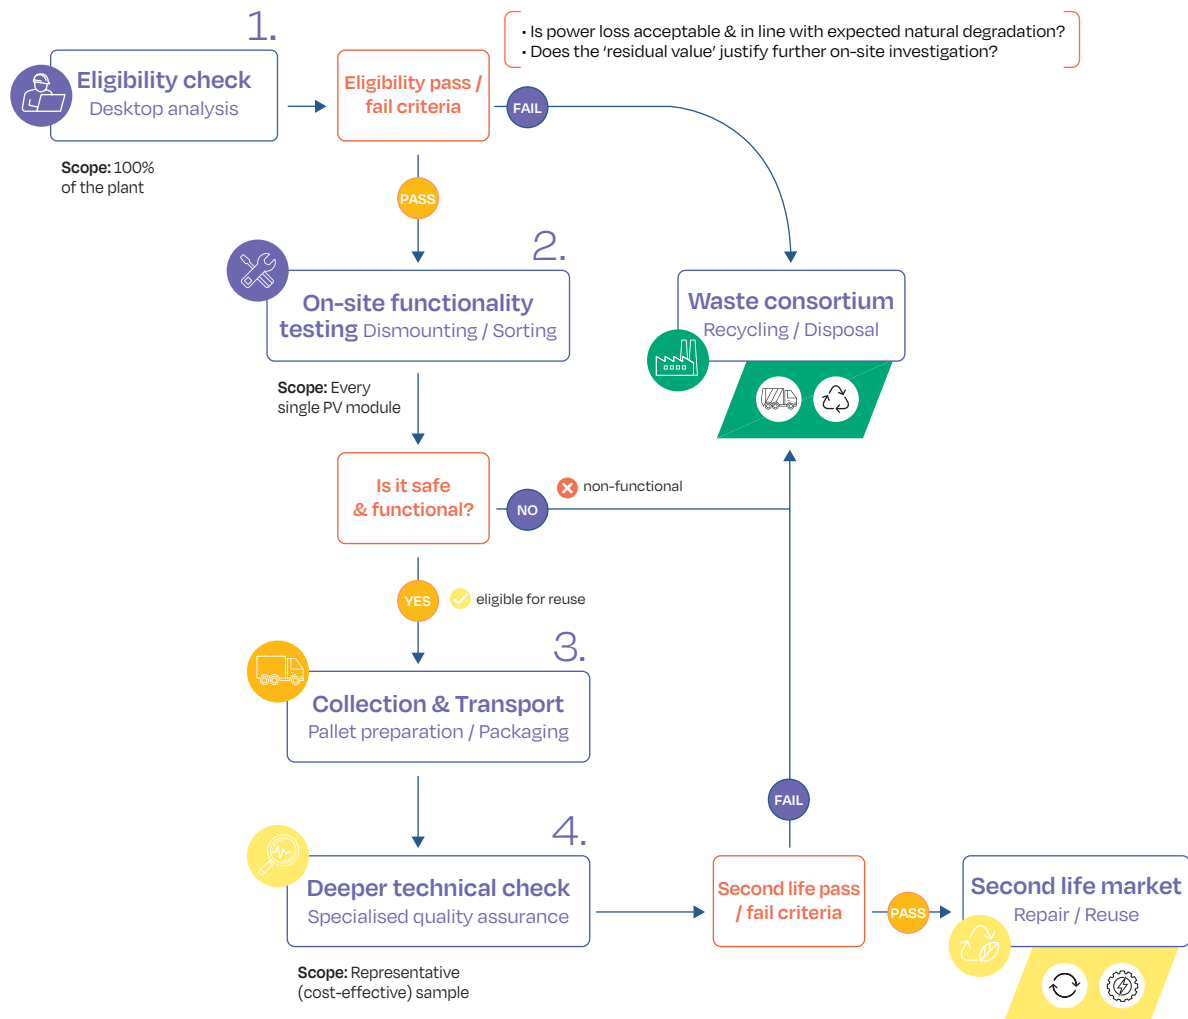 1.
Eligibility check
Desktop analysis
Scope: 100%
of the plant
Eligibility pass /
fail criteria
• Is power loss acceptable & in line with expected natural degradation?
• Does the ‘residual value’ justify further on-site investigation?
FAIL
PASS
2.
On-site functionality
testing Dismounting / Sorting
Scope: Every
single PV module
Waste consortium
Recycling / Disposal
Is it safe
& functional?
NO
non-functional
YES
eligible for reuse
3.
Collection & Transport
Pallet preparation / Packaging
4.
Deeper technical check
Specialised quality assurance
Scope: Representative
(cost-effective) sample
FAIL
Second life pass
/ fail criteria
PASS
Second life market
Repair / Reuse